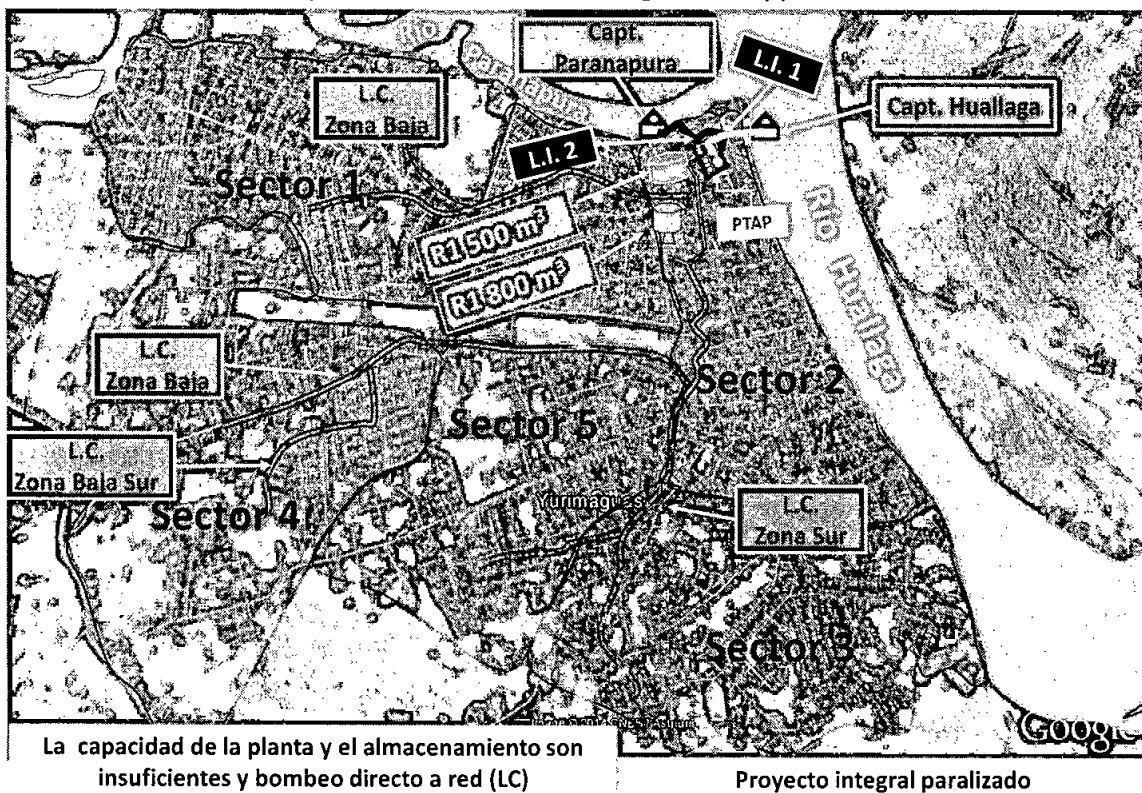 Capt.
Paranapura
L.I. 1
Capt. Huallaga
L.C.
Zona Baja
L.I. 2
Sector 1
R1 500 m³
R1 800 m³
PTAP
Río Huallaga
L.C.
Zona Baja
Sector 2
Sector 5
L.C.
Zona Baja Sur
Sector 4
Yurimaguas
L.C.
Zona Sur
Sector 3
Google
La capacidad de la planta y el almacenamiento son
insuficientes y bombeo directo a red (LC)
Proyecto integral paralizado